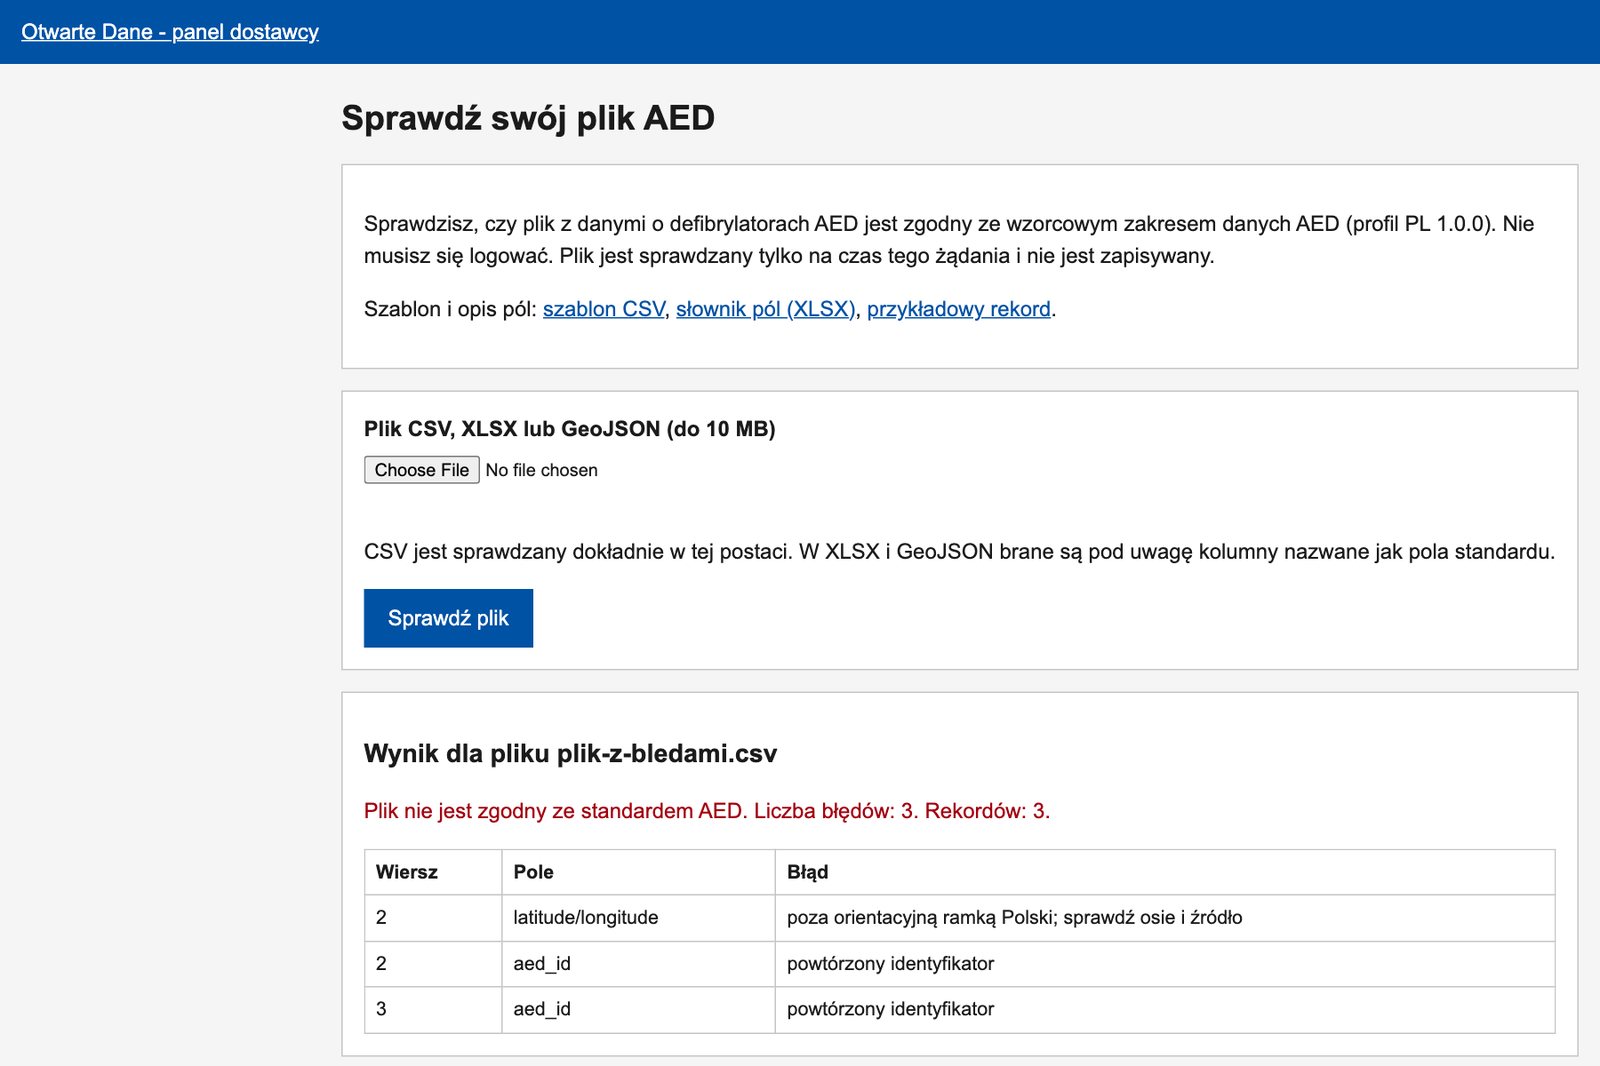 Otwarte Dane - panel dostawcy
Sprawdź swój plik AED
Sprawdzisz, czy plik z danymi o defibrylatorach AED jest zgodny ze wzorcowym zakresem danych AED (profil PL 1.0.0). Nie
musisz się logować. Plik jest sprawdzany tylko na czas tego żądania i nie jest zapisywany.
Szablon i opis pól: szablon CSV, słownik pól (XLSX), przykładowy rekord.
Plik CSV, XLSX lub GeoJSON (do 10 MB)
Choose File No file chosen
CSV jest sprawdzany dokładnie w tej postaci. W XLSX i GeoJSON brane są pod uwagę kolumny nazwane jak pola standardu.
Sprawdź plik
Wynik dla pliku plik-z-bledami.csv
Plik nie jest zgodny ze standardem AED. Liczba błędów: 3. Rekordów: 3.
Wiersz Pole Błąd
2 latitude/longitude poza orientacyjną ramką Polski; sprawdź osie i źródło
2 aed_id powtórzony identyfikator
3 aed_id powtórzony identyfikator